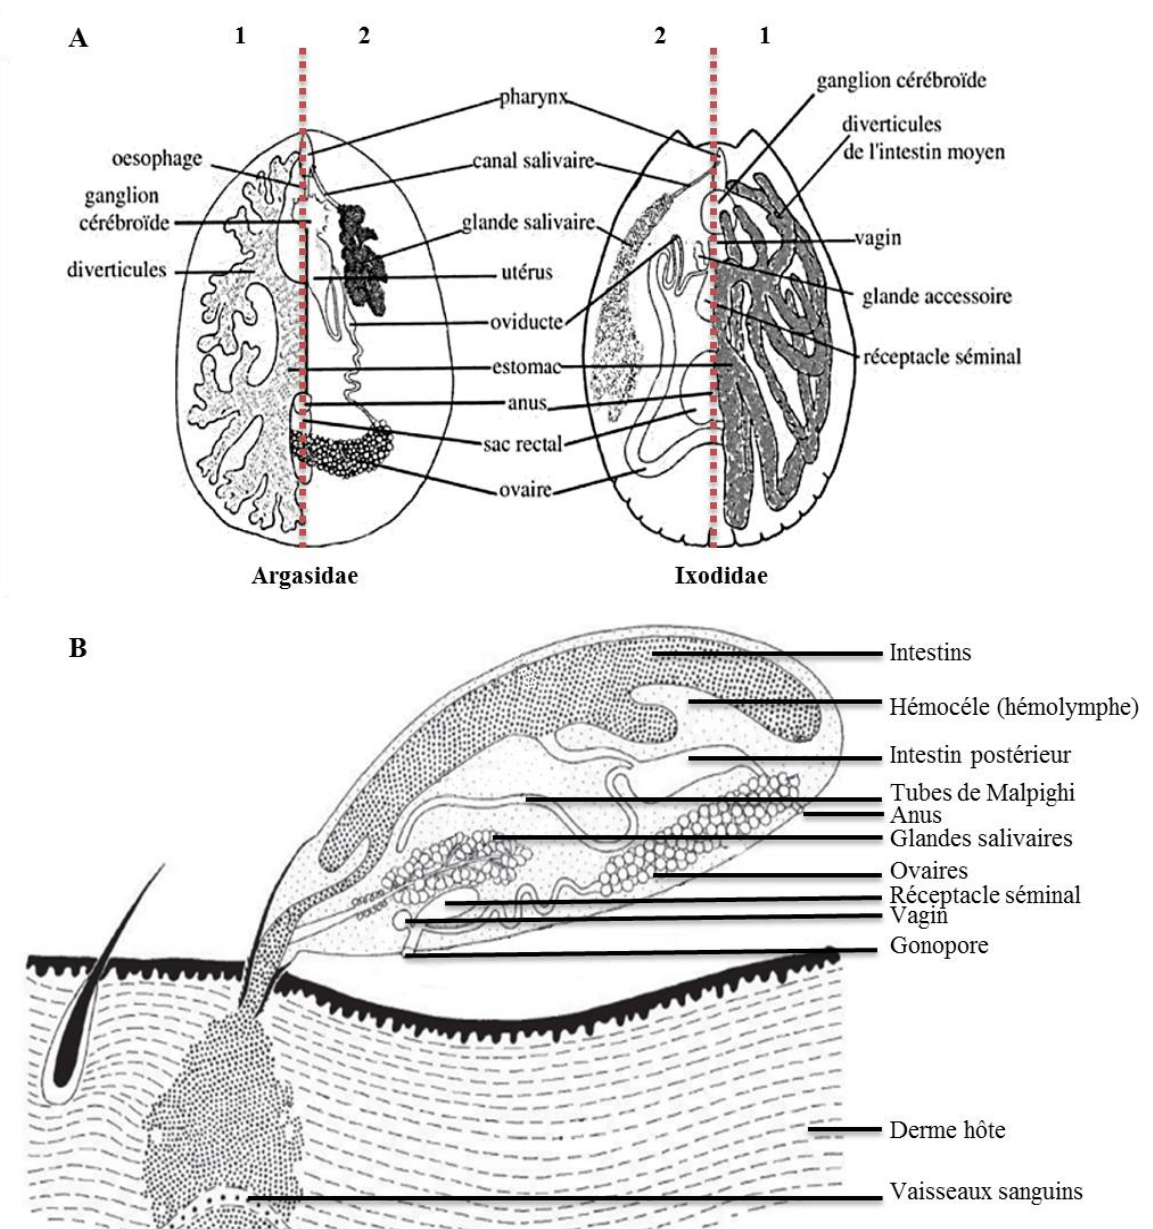 A
1
2
2
1
pharynx
ganglion cérébroïde
diverticules
de l'intestin moyen
oesophage
canal salivaire
ganglion
cérébroïde
glande salivaire
vagin
diverticules
utérus
glande accessoire
oviducte
réceptacle séminal
estomac
anus
sac rectal
ovaire
Argasidae
Ixodidae
B
Intestins
Hémocéle (hémolymphe)
Intestin postérieur
Tubes de Malpighi
Anus
Glandes salivaires
Ovaires
Réceptacle séminal
Vagin
Gonopore
Derme hôte
Vaisseaux sanguins